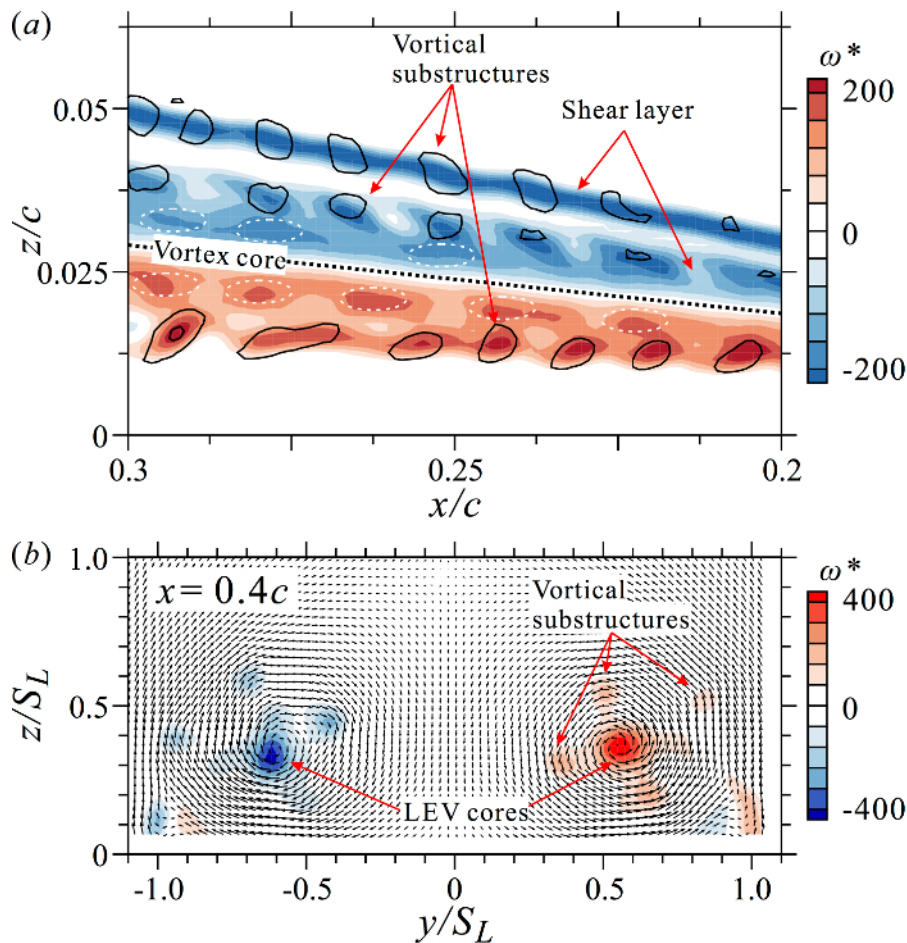 (a)
Vortical
substructures
Shear layer
ω*
200
0
-200
z/c
0.05
0.025
0
Vortex core
0.3
0.25
0.2
x/c
(b)
x = 0.4c
Vortical
substructures
LEV cores
ω*
400
0
-400
z/S_L
1.0
0.5
0
-1.0
-0.5
0
0.5
1.0
y/S_L